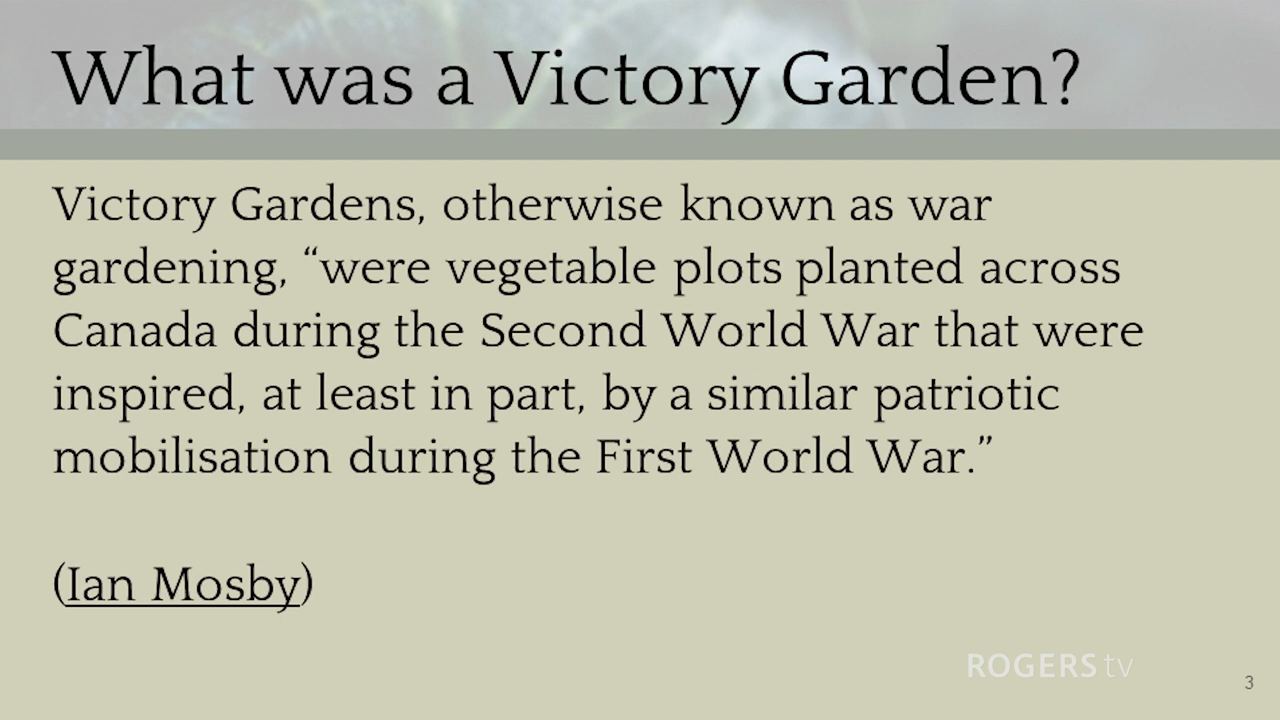 What was a Victory Garden?
Victory Gardens, otherwise known as war
gardening, “were vegetable plots planted across
Canada during the Second World War that were
inspired, at least in part, by a similar patriotic
mobilisation during the First World War.”
(Ian Mosby)
ROGERS tv
3